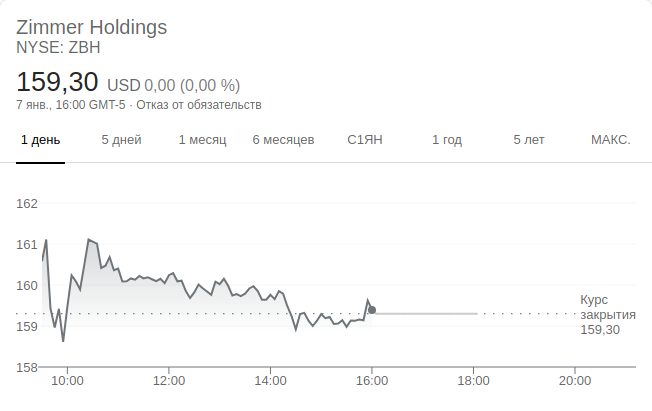 Zimmer Holdings
NYSE: ZBH
159,30 USD 0,00 (0,00 %)
7 янв., 16:00 GMT-5 · Отказ от обязательств
1 день 5 дней 1 месяц 6 месяцев С1ЯН 1 год 5 лет МАКС.
162
161
160
Курс
закрытия
159,30
159
158
10:00 12:00 14:00 16:00 18:00 20:00